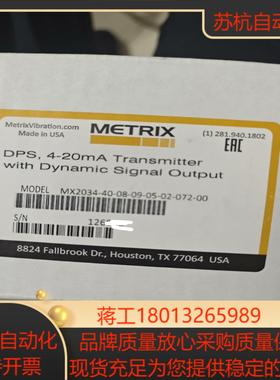 苏杭自动
MetrixVibration.com
Made in USA
METRIX
(1) 281.940.1802
EAC
DPS, 4-20mA Transmitter
with Dynamic Signal Output
MODEL MX2034-40-08-09-05-02-072-00
S/N
126
8824 Fallbrook Dr., Houston, TX 77064 USA
蒋工18013265989
自动化
开票
品牌质量放心采购质量保
现货充足为您提供稳定的